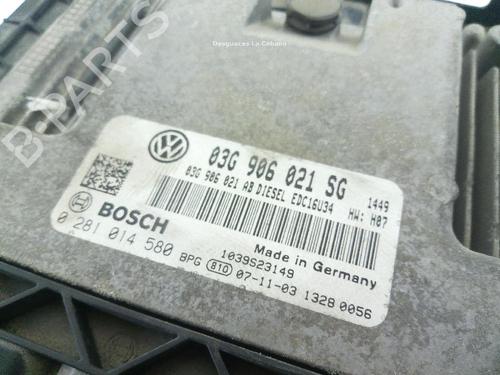 Desguaces La Cabaña
B-PARTS
03G 906 021 SG 1449
03G 906 021 AB DIESEL EDC16U34 HW: H07
BOSCH
Made in Germany
0 281 014 580 BPG 1039S23149
810 07-11-03 1328 0056